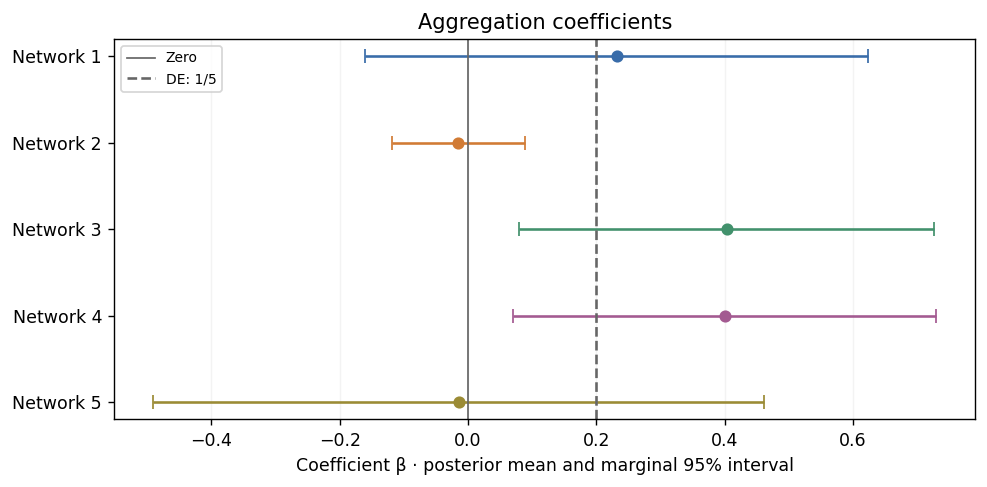 Aggregation coefficients
Zero
DE: 1/5
Network 1
Network 2
Network 3
Network 4
Network 5
−0.4 −0.2 0.0 0.2 0.4 0.6
Coefficient β · posterior mean and marginal 95% interval